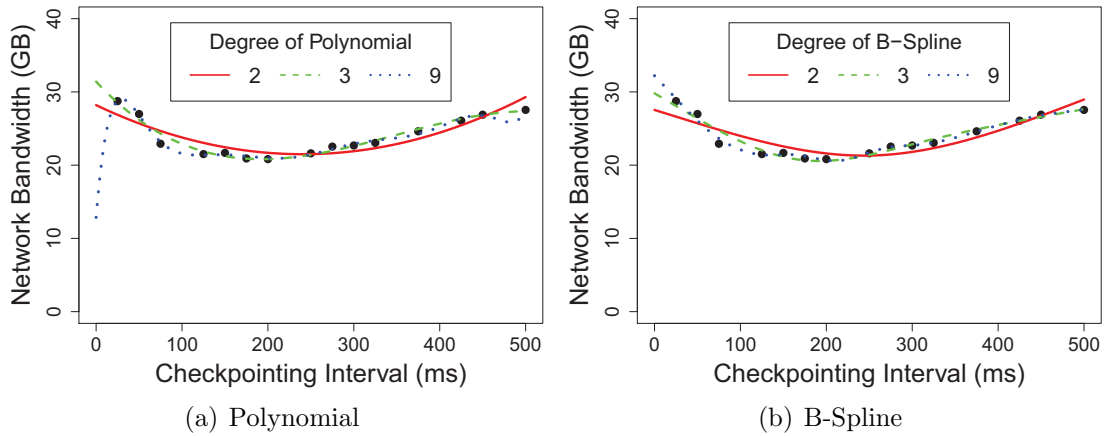 Degree of Polynomial
2 3 9
Network Bandwidth (GB)
0 10 20 30 40
0 100 200 300 400 500
Checkpointing Interval (ms)
(a) Polynomial
Degree of B−Spline
2 3 9
Network Bandwidth (GB)
0 10 20 30 40
0 100 200 300 400 500
Checkpointing Interval (ms)
(b) B-Spline